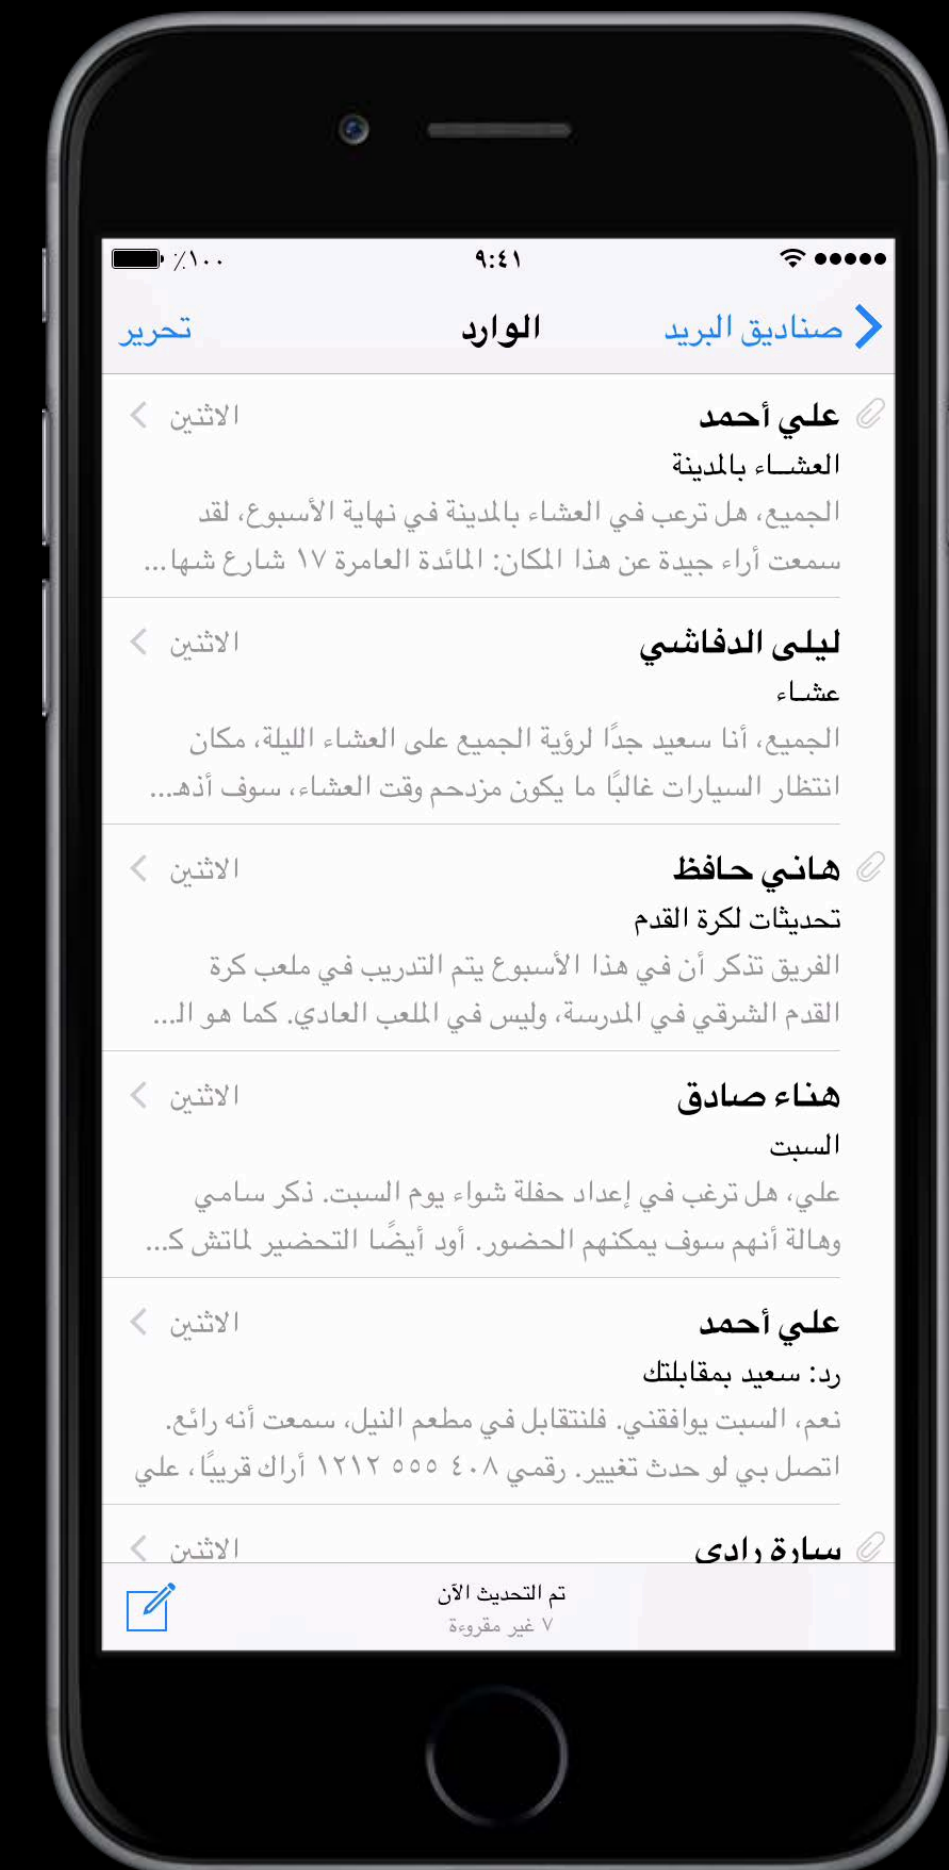 ٪١٠٠
٩:٤١
صناديق البريد
الوارد
تحرير
علي أحمد
الاثنين
العشاء بالمدينة
الجميع، هل ترعب في العشاء بالمدينة في نهاية الأسبوع، لقد
سمعت أراء جيدة عن هذا المكان: المائدة العامرة ١٧ شارع شها...
ليلى الدفاشي
الاثنين
عشاء
الجميع، أنا سعيد جدًا لرؤية الجميع على العشاء الليلة، مكان
انتظار السيارات غالبًا ما يكون مزدحم وقت العشاء، سوف أذهـ...
هاني حافظ
الاثنين
تحديثات لكرة القدم
الفريق تذكر أن في هذا الأسبوع يتم التدريب في ملعب كرة
القدم الشرقي في المدرسة، وليس في الملعب العادي. كما هو الـ...
هناء صادق
الاثنين
السبت
علي، هل ترغب في إعداد حفلة شواء يوم السبت. ذكر سامي
وهالة أنهم سوف يمكنهم الحضور. أود أيضًا التحضير لماتش كـ...
علي أحمد
الاثنين
رد: سعيد بمقابلتك
نعم، السبت يوافقني. فلنتقابل في مطعم النيل، سمعت أنه رائع.
اتصل بي لو حدث تغيير. رقمي ٤٠٨ ٥٥٥ ١٢١٢ أراك قريبًا، علي
سارة رادي
الاثنين
تم التحديث الآن
٧ غير مقروءة